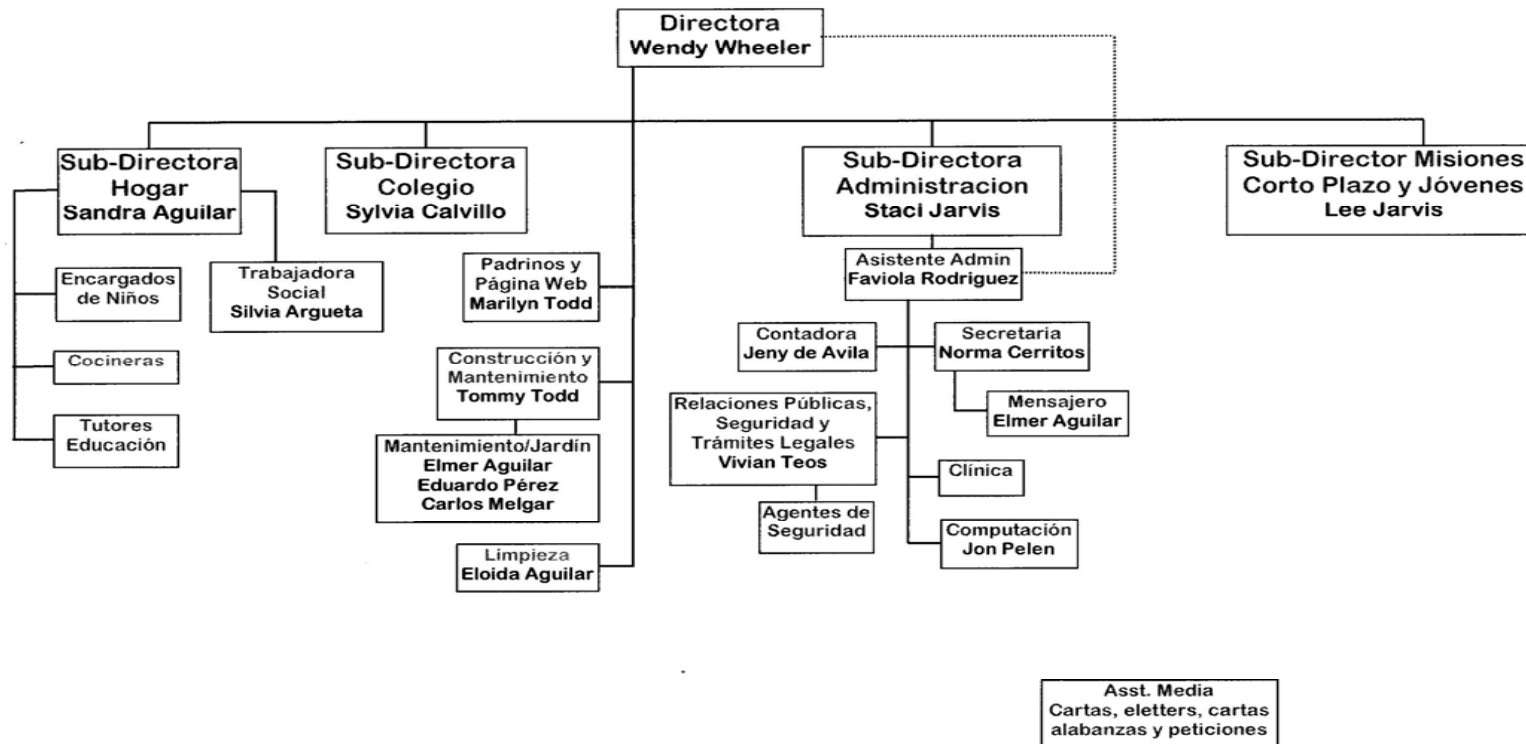 Directora
Wendy Wheeler
Sub-Directora
Hogar
Sandra Aguilar
Sub-Directora
Colegio
Sylvia Calvillo
Sub-Directora
Administracion
Staci Jarvis
Sub-Director Misiones
Corto Plazo y Jóvenes
Lee Jarvis
Encargados
de Niños
Cocineras
Tutores
Educación
Trabajadora
Social
Silvia Argueta
Padrinos y
Página Web
Marilyn Todd
Construcción y
Mantenimiento
Tommy Todd
Mantenimiento/Jardín
Elmer Aguilar
Eduardo Pérez
Carlos Melgar
Limpieza
Eloida Aguilar
Asistente Admin
Faviola Rodriguez
Contadora
Jeny de Avila
Secretaria
Norma Cerritos
Mensajero
Elmer Aguilar
Relaciones Públicas,
Seguridad y
Trámites Legales
Vivian Teos
Agentes de
Seguridad
Clínica
Computación
Jon Pelen
Asst. Media
Cartas, eletters, cartas
alabanzas y peticiones